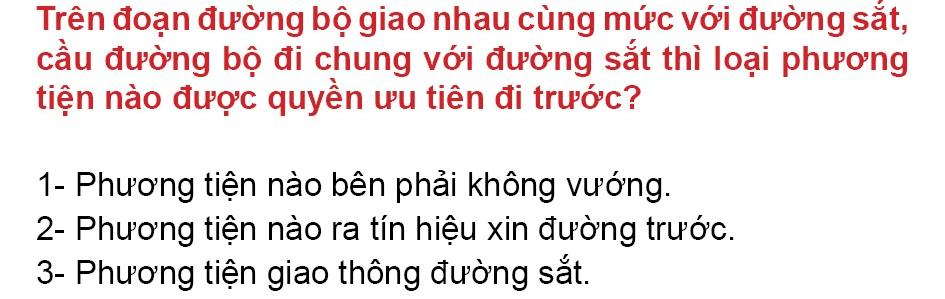 Trên đoạn đường bộ giao nhau cùng mức với đường sắt,
cầu đường bộ đi chung với đường sắt thì loại phương
tiện nào được quyền ưu tiên đi trước?
1- Phương tiện nào bên phải không vướng.
2- Phương tiện nào ra tín hiệu xin đường trước.
3- Phương tiện giao thông đường sắt.